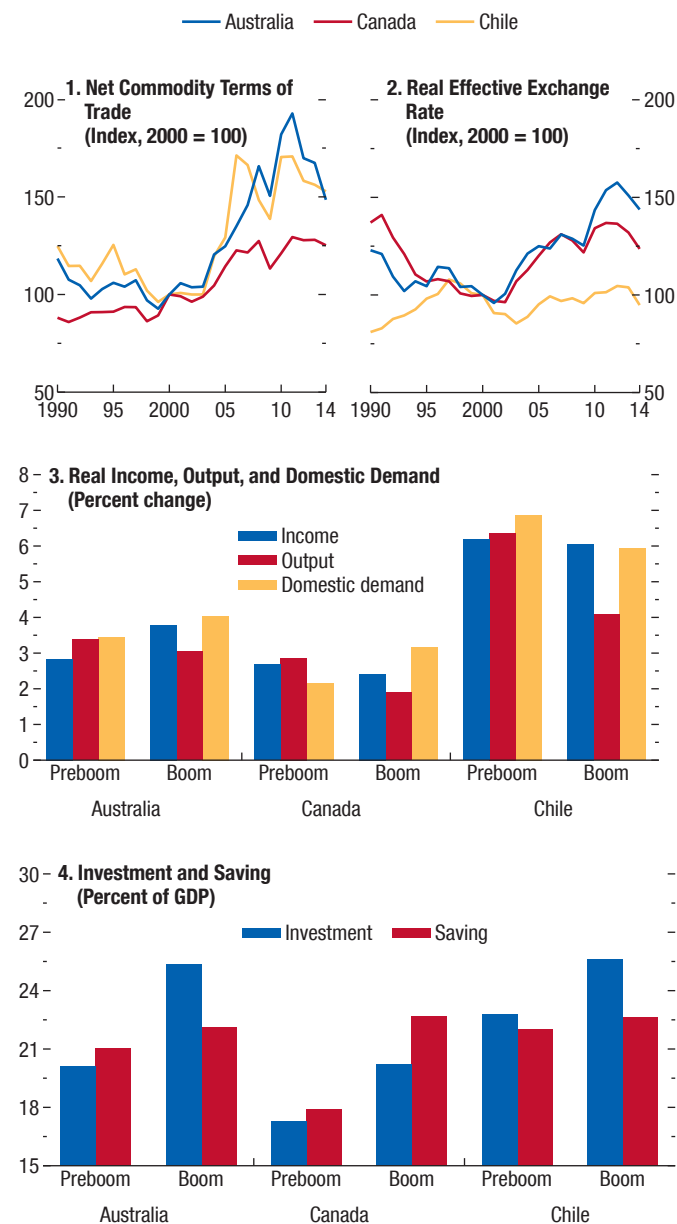 Australia Canada Chile
1. Net Commodity Terms of
Trade
(Index, 2000 = 100)
200
150
100
50
1990 95 2000 05 10 14
2. Real Effective Exchange
Rate
(Index, 2000 = 100)
200
150
100
50
1990 95 2000 05 10 14
3. Real Income, Output, and Domestic Demand
(Percent change)
Income
Output
Domestic demand
8
7
6
5
4
3
2
1
0
Preboom Boom Preboom Boom Preboom Boom
Australia Canada Chile
4. Investment and Saving
(Percent of GDP)
Investment Saving
30
27
24
21
18
15
Preboom Boom Preboom Boom Preboom Boom
Australia Canada Chile